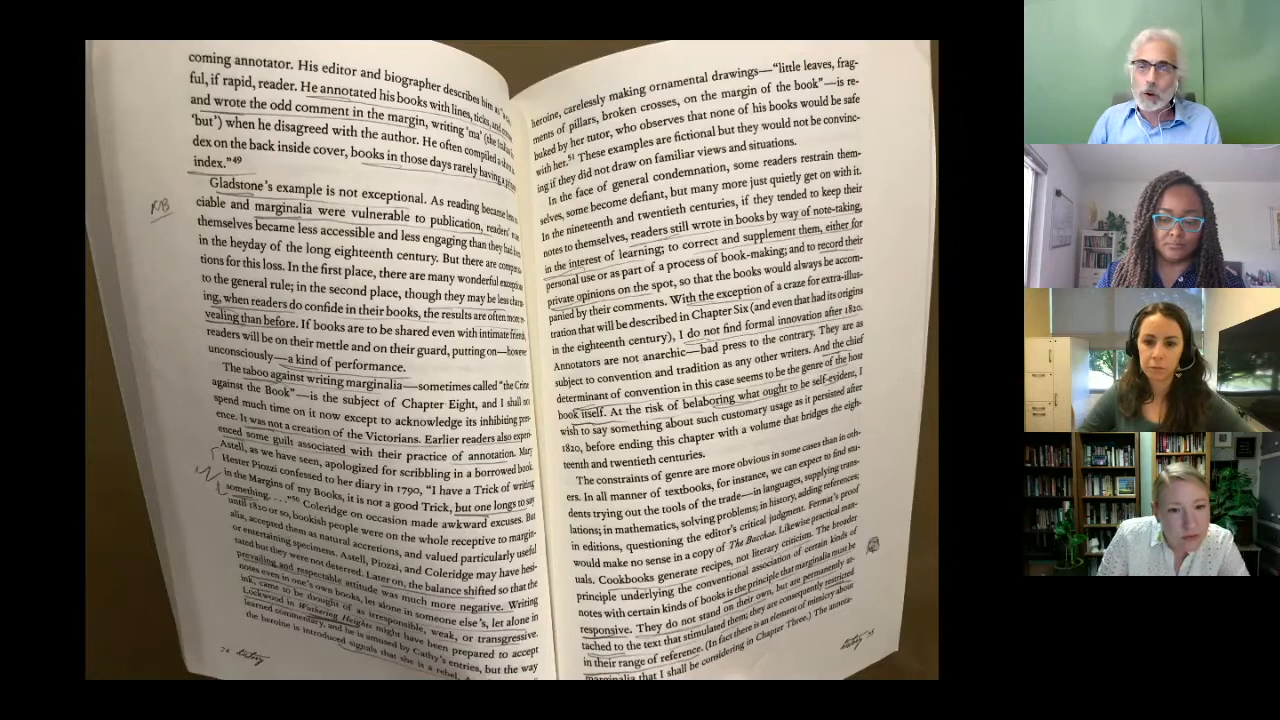 coming annotator. His editor and biographer describes him as
ful, if rapid, reader. He annotated his books with lines, ticks, and
and wrote the odd comment in the margin, writing 'ma' (the Italian
'but') when he disagreed with the author. He often compiled a
dex on the back inside cover, books in those days rarely having a
index."49
Gladstone's example is not exceptional. As reading became less
NB
ciable and marginalia were vulnerable to publication, readers'
themselves became less accessible and less engaging than they had been
in the heyday of the long eighteenth century. But there are compensa
tions for this loss. In the first place, there are many wonderful exceptions
to the general rule; in the second place, though they may be less
ing, when readers do confide in their books, the results are often more re
vealing than before. If books are to be shared even with intimate friends,
readers will be on their mettle and on their guard, putting on—however
unconsciously—a kind of performance.
The taboo against writing marginalia—sometimes called "the Crime
against the Book"—is the subject of Chapter Eight, and I shall not
spend much time on it now except to acknowledge its inhibiting pres-
ence. It was not a creation of the Victorians. Earlier readers also experi-
enced some guilt associated with their practice of annotation. Mary
Astell, as we have seen, apologized for scribbling in a borrowed book.
Hester Piozzi confessed to her diary in 1790, "I have a Trick of writing
in the Margins of my Books, it is not a good Trick, but one longs to say
something. . . ."50 Coleridge on occasion made awkward excuses. But
until 1820 or so, bookish people were on the whole receptive to margin-
alia, accepted them as natural accretions, and valued particularly useful
or entertaining specimens. Astell, Piozzi, and Coleridge may have hesi-
tated but they were not deterred. Later on, the balance shifted so that the
prevailing and respectable attitude was much more negative. Writing
notes even in one's own books, let alone in someone else's, let alone in
ink, came to be thought of as irresponsible, weak, or transgressive.
Lockwood in Wuthering Heights might have been prepared to accept
learned commentary, and he is amused by Cathy's entries, but the way
the heroine is introduced signals that she is a rebel.
history
heroine, carelessly making ornamental drawings—"little leaves, frag-
ments of pillars, broken crosses, on the margin of the book"—is re-
buked by her tutor, who observes that none of his books would be safe
with her.51 These examples are fictional but they would not be convinc-
ing if they did not draw on familiar views and situations.
In the face of general condemnation, some readers restrain them-
selves, some become defiant, but many more just quietly get on with it.
In the nineteenth and twentieth centuries, if they tended to keep their
notes to themselves, readers still wrote in books by way of note-taking,
in the interest of learning; to correct and supplement them, either for
personal use or as part of a process of book-making; and to record their
private opinions on the spot, so that the books would always be accom-
panied by their comments. With the exception of a craze for extra-illus-
tration that will be described in Chapter Six (and even that had its origins
in the eighteenth century), I do not find formal innovation after 1820.
Annotators are not anarchic—bad press to the contrary. They are as
subject to convention and tradition as any other writers. And the chief
determinant of convention in this case seems to be the genre of the host
book itself. At the risk of belaboring what ought to be self-evident, I
wish to say something about such customary usage as it persisted after
1820, before ending this chapter with a volume that bridges the eigh-
teenth and twentieth centuries.
The constraints of genre are more obvious in some cases than in oth-
ers. In all manner of textbooks, for instance, we can expect to find stu-
dents trying out the tools of the trade—in languages, supplying trans-
lations; in mathematics, solving problems; in history, adding references;
in editions, questioning the editor's critical judgment. Fermat's proof
would make no sense in a copy of The Bacchae. Likewise practical man-
uals. Cookbooks generate recipes, not literary criticism. The broader
principle underlying the conventional association of certain kinds of
notes with certain kinds of books is the principle that marginalia must be
responsive. They do not stand on their own, but are permanently at-
tached to the text that stimulated them; they are consequently restricted
in their range of reference. (In fact there is an element of mimicry about
marginalia that I shall be considering in Chapter Three.) The annota-
history